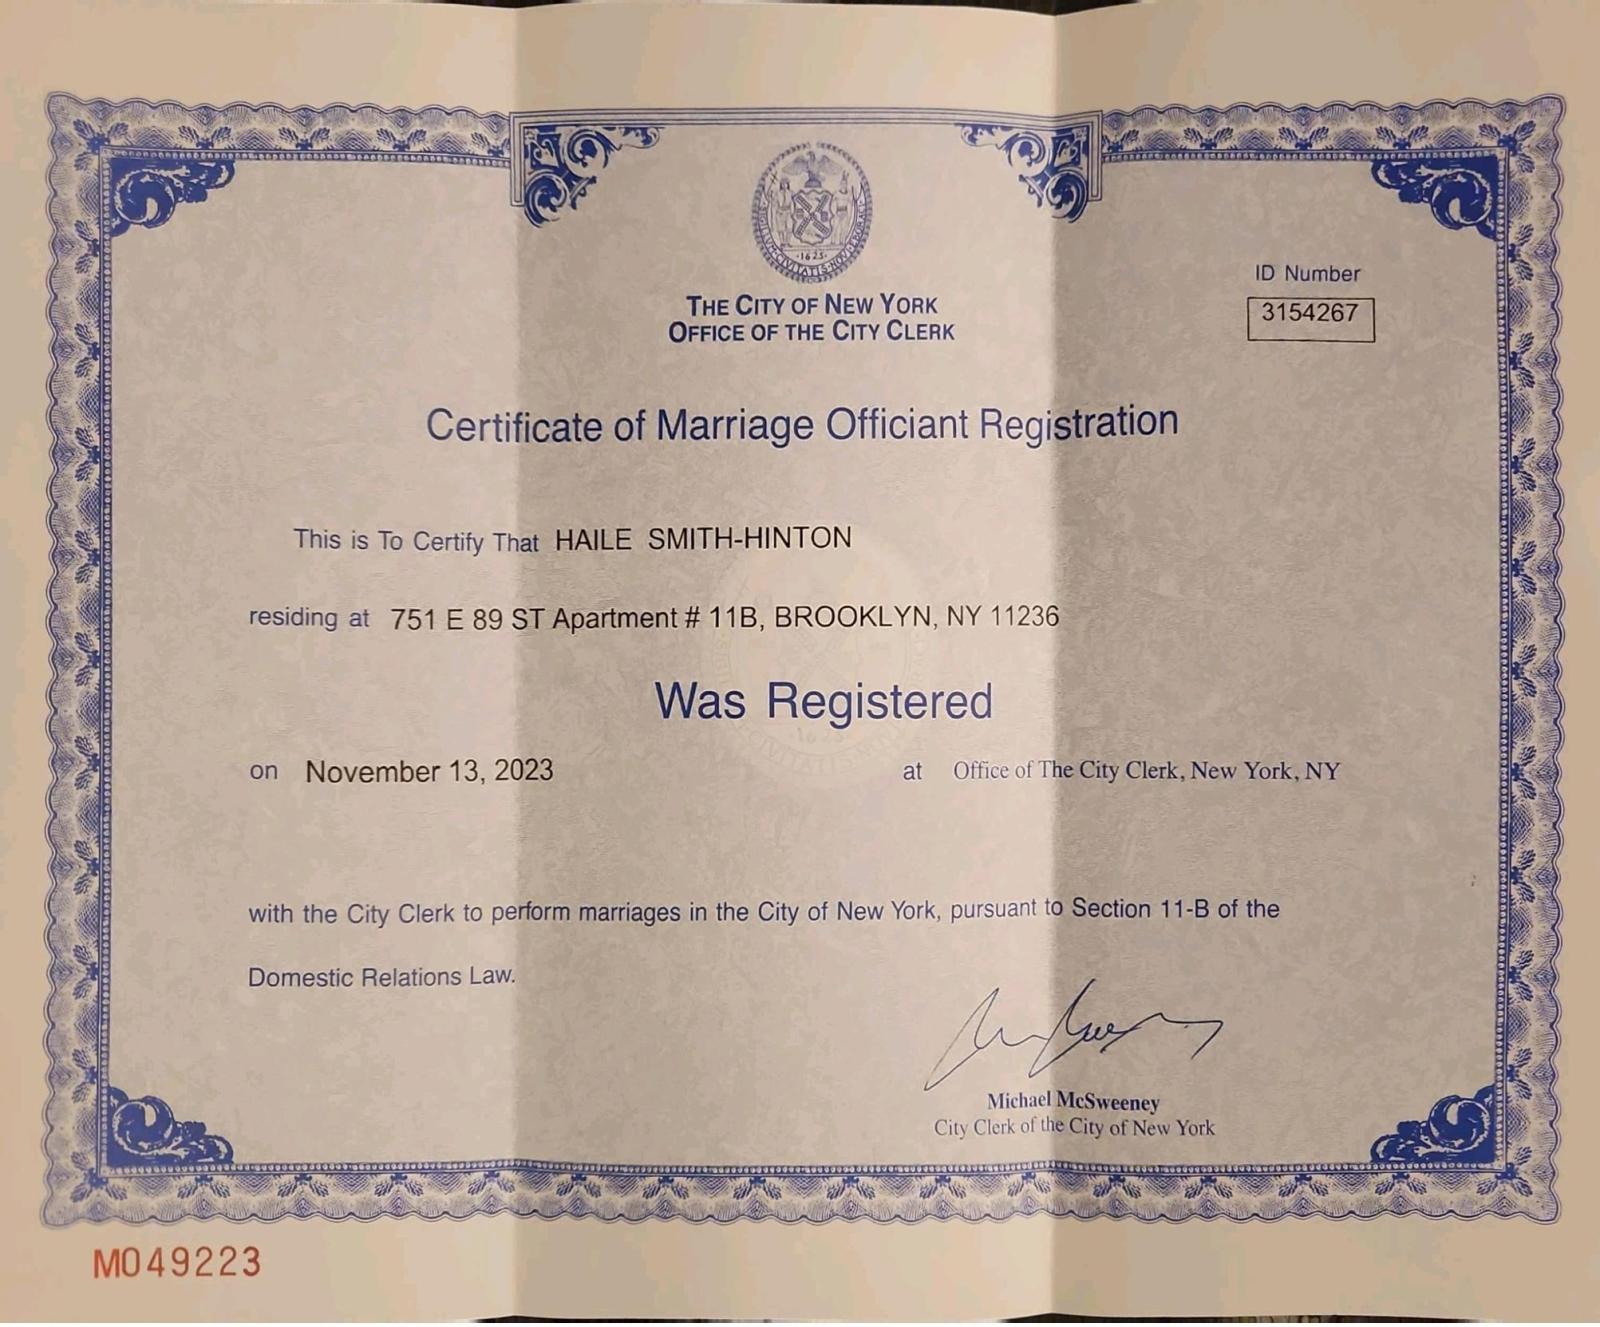 THE CITY OF NEW YORK
OFFICE OF THE CITY CLERK
ID Number
3154267
Certificate of Marriage Officiant Registration
This is To Certify That HAILE SMITH-HINTON
residing at 751 E 89 ST Apartment # 11B, BROOKLYN, NY 11236
Was Registered
on November 13, 2023 at Office of The City Clerk, New York, NY
with the City Clerk to perform marriages in the City of New York, pursuant to Section 11-B of the
Domestic Relations Law.
Michael McSweeney
City Clerk of the City of New York
M049223